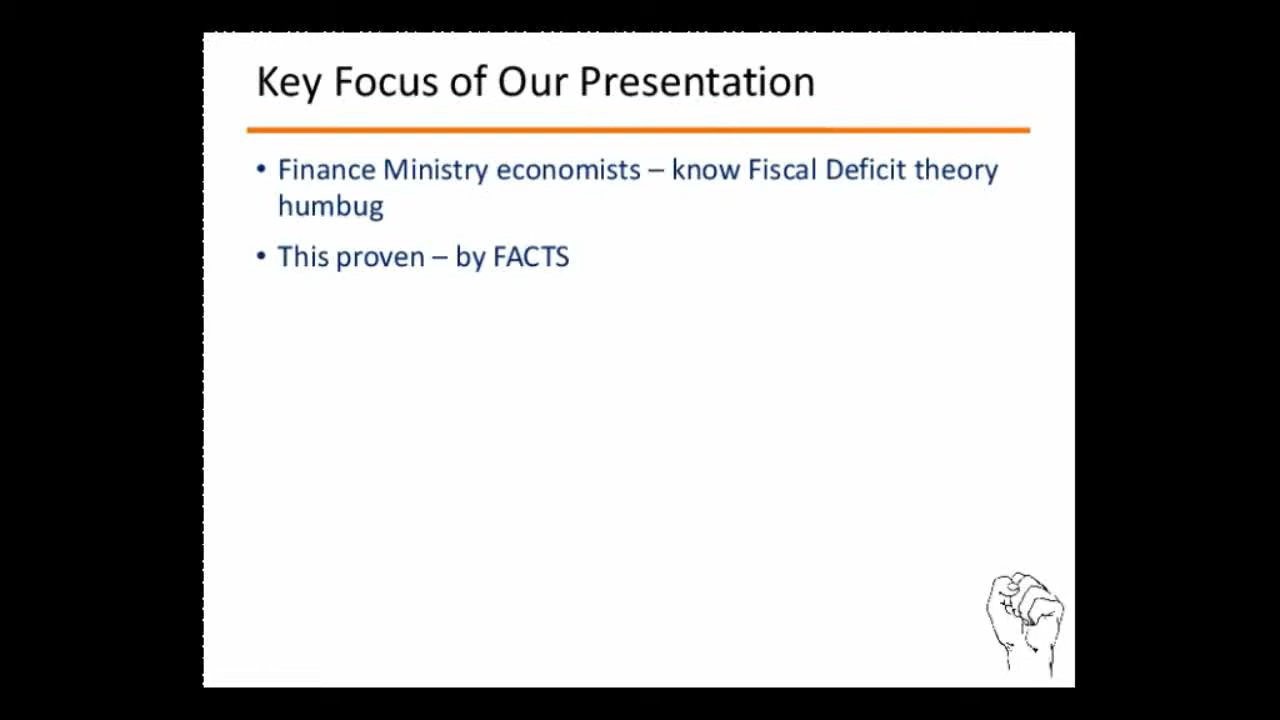 Key Focus of Our Presentation
• Finance Ministry economists – know Fiscal Deficit theory
humbug
• This proven – by FACTS